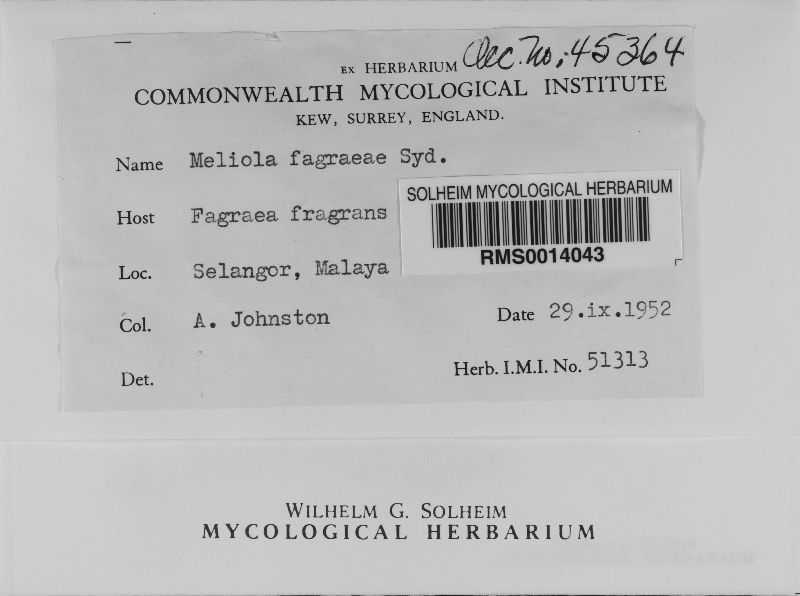 Acc. No. 45364
EX HERBARIUM
COMMONWEALTH MYCOLOGICAL INSTITUTE
KEW, SURREY, ENGLAND.
Name Meliola fagraeae Syd.
SOLHEIM MYCOLOGICAL HERBARIUM
Host Fagraea fragrans
RMS0014043
Loc. Selangor, Malaya
Col. A. Johnston Date 29.ix.1952
Det. Herb. I.M.I. No. 51313
WILHELM G. SOLHEIM
MYCOLOGICAL HERBARIUM